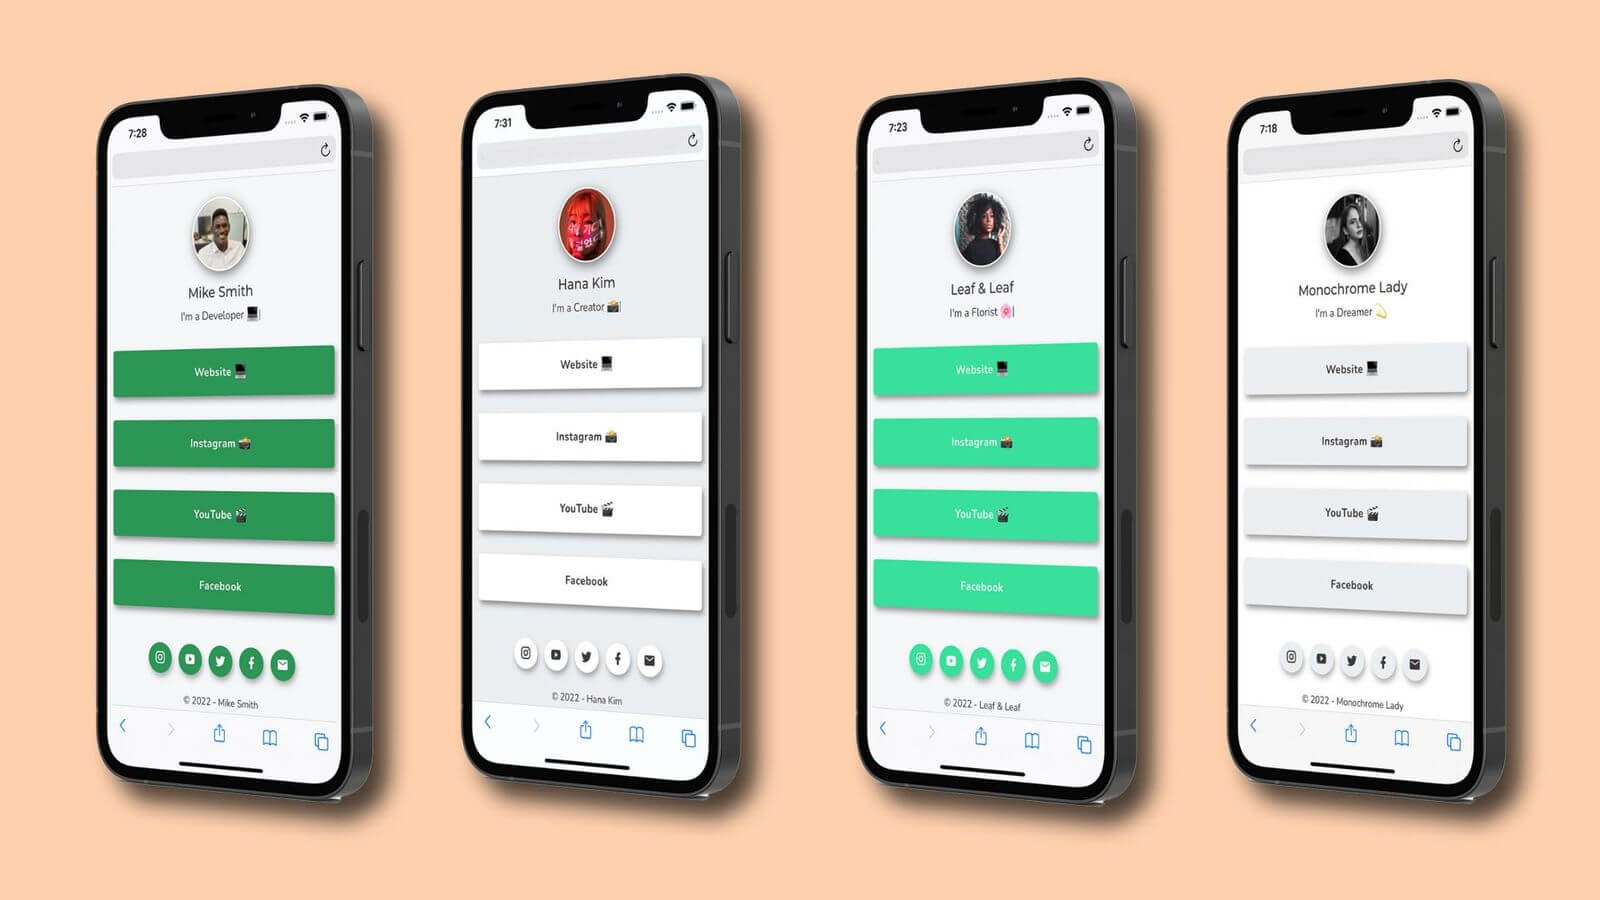 7:28
Mike Smith
I'm a Developer 💻|
Website 💻
Instagram 📸
YouTube 🎬
Facebook
© 2022 - Mike Smith
7:31
Hana Kim
I'm a Creator 📸|
Website 💻
Instagram 📸
YouTube 🎬
Facebook
© 2022 - Hana Kim
7:23
Leaf & Leaf
I'm a Florist 🌸|
Website 💻
Instagram 📸
YouTube 🎬
Facebook
© 2022 - Leaf & Leaf
7:18
Monochrome Lady
I'm a Dreamer 💫
Website 💻
Instagram 📸
YouTube 🎬
Facebook
© 2022 - Monochrome Lady